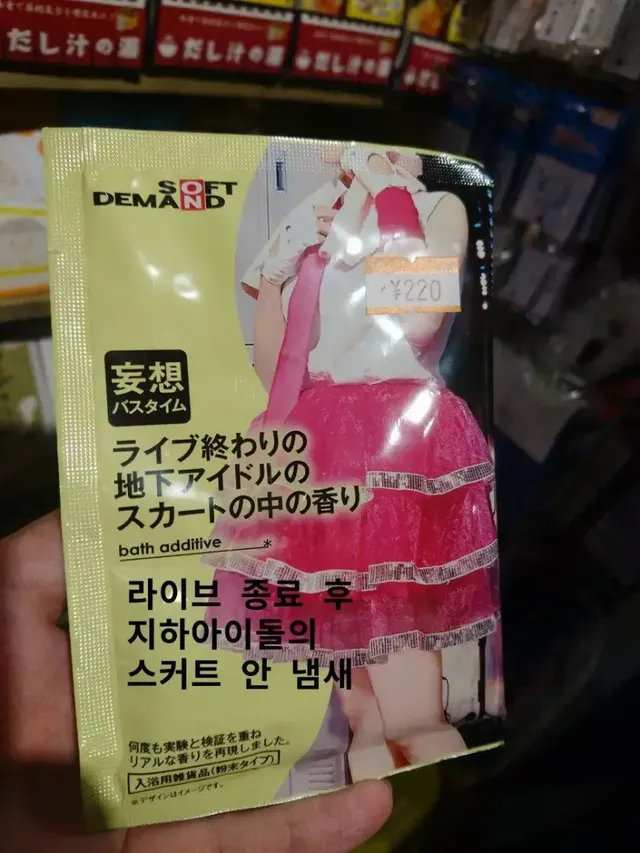 だし汁の湯
だし汁の湯
だし汁の湯
SOFT
ON
DEMAND
¥220
妄想
バスタイム
ライブ終わりの
地下アイドルの
スカートの中の香り
bath additive
라이브 종료 후
지하아이돌의
스커트 안 냄새
何度も実験と検証を重ね
リアルな香りを再現しました。
入浴用雑貨品(粉末タイプ)
※デザインはイメージです。